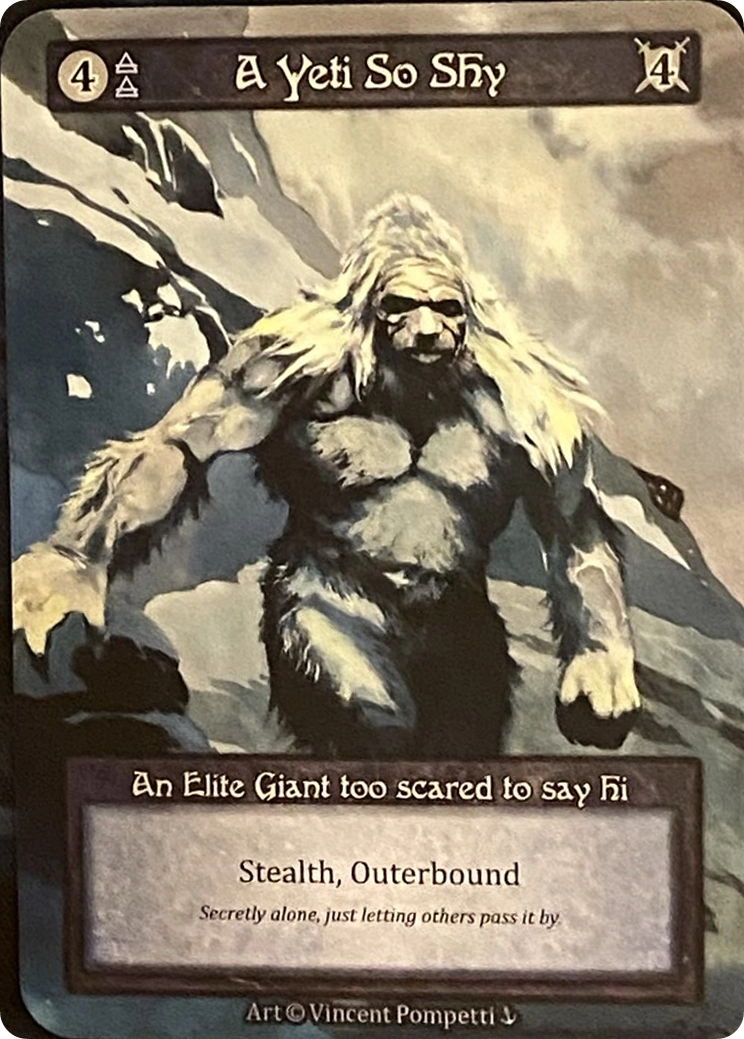 4 A Yeti So Shy 4
An Elite Giant too scared to say hi
Stealth, Outerbound
Secretly alone, just letting others pass it by
Art © Vincent Pompetti